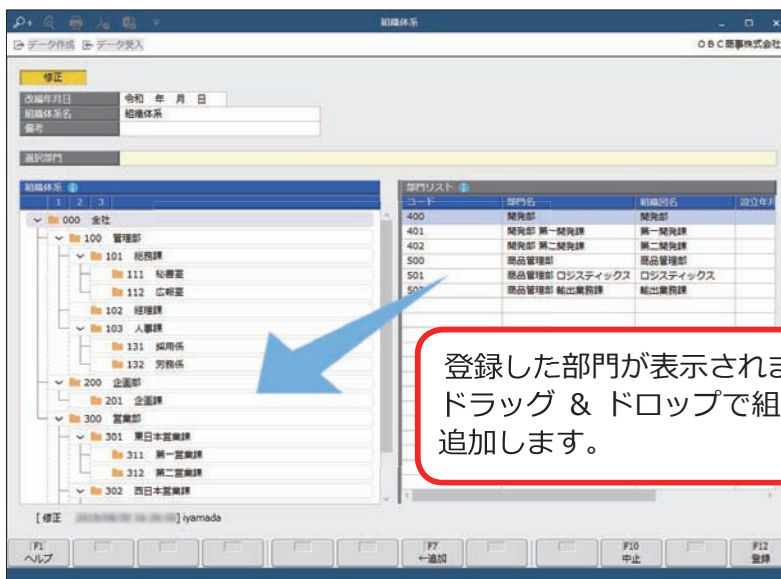 組織体系
データ作成 データ受入
OBC商事株式会社
修正
改編年月日 令和 年 月 日
組織体系名 組織体系
備考
選択部門
組織体系
1 2 3
000 全社
100 管理部
101 総務課
111 秘書室
112 広報室
102 経理課
103 人事課
131 採用係
132 労務係
200 企画部
201 企画課
300 営業部
301 東日本営業課
311 第一営業課
312 第二営業課
302 西日本営業課
部門リスト
コード 部門名 組織図名 設立年月
400 開発部 開発部
401 開発部 第一開発課 第一開発課
402 開発部 第二開発課 第二開発課
500 商品管理部 商品管理部
501 商品管理部 ロジスティックス ロジスティックス
商品管理部 輸出業務課 輸出業務課
登録した部門が表示されま
ドラッグ & ドロップで組
追加します。
[修正 ] iyamada
F1 ヘルプ
F7 ←追加
F10 中止
F12 登録